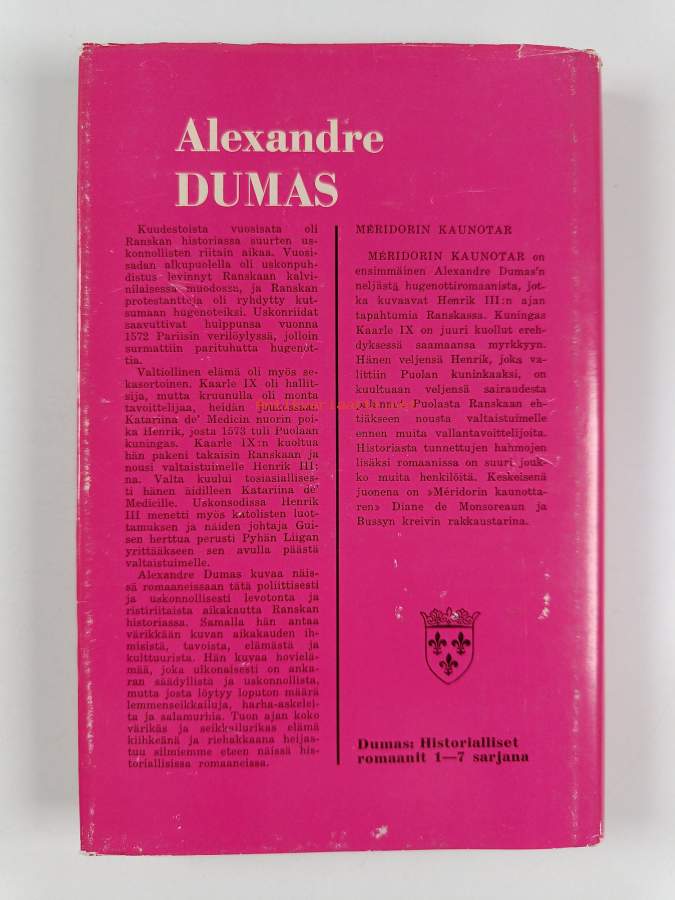 Alexandre
DUMAS
Kuudestoista vuosisata oli
Ranskan historiassa suurten us-
konnollisten riitain aikaa. Vuosi-
sadan alkupuolella oli uskonpuh-
distus levinnyt Ranskaan kalvi-
nilaisessa muodossa, ja Ranskan
protestantteja oli ryhdytty kut-
sumaan hugenoteiksi. Uskonriidat
saavuttivat huippunsa vuonna
1572 Pariisin verilöylyssä, jolloin
surmattiin parituhatta hugenot-
tia.
Valtiollinen elämä oli myös se-
kasortoinen. Kaarle IX oli hallit-
sija, mutta kruunulla oli monta
tavoittelijaa, heidän joukossaan
Katariina de' Medicin nuorin poi-
ka Henrik, josta 1573 tuli Puolaan
kuningas. Kaarle IX:n kuoltua
hän pakeni takaisin Ranskaan ja
nousi valtaistuimelle Henrik III:
na. Valta kuului tosiasiallises-
ti hänen äidilleen Katariina de'
Medicille. Uskonsodissa Henrik
III menetti myös katolisten luot-
tamuksen ja näiden johtaja Gui-
sen herttua perusti Pyhän Liigan
yrittääkseen sen avulla päästä
valtaistuimelle.
Alexandre Dumas kuvaa näis-
sä romaaneissaan tätä poliittisesti
ja uskonnollisesti levotonta ja
ristiriitaista aikakautta Ranskan
historiassa. Samalla hän antaa
värikkään kuvan aikakauden ih-
misistä, tavoista, elämästä ja
kulttuurista. Hän kuvaa hovielä-
mää, joka ulkonaisesti on anka-
ran säädyllistä ja uskonnollista,
mutta josta löytyy loputon määrä
lemmenseikkailuja, harha-askelei-
ta ja salamurhia. Tuon ajan koko
värikäs ja seikkailurikas elämä
kiihkeänä ja riehakkaana heijas-
tuu silmiemme eteen näissä his-
toriallisissa romaaneissa.
MÉRIDORIN KAUNOTAR
MÉRIDORIN KAUNOTAR on
ensimmäinen Alexandre Dumas'n
neljästä hugenottiromaanista, jot-
ka kuvaavat Henrik III:n ajan
tapahtumia Ranskassa. Kuningas
Kaarle IX on juuri kuollut ereh-
dyksessä saamaansa myrkkyyn.
Hänen veljensä Henrik, joka va-
littiin Puolan kuninkaaksi, on
kuultuaan veljensä sairaudesta
palannut Puolasta Ranskaan eh-
tiäkseen nousta valtaistuimelle
ennen muita vallantavoittelijoita.
Historiasta tunnettujen hahmojen
lisäksi romaanissa on suuri jouk-
ko muita henkilöitä. Keskeisenä
juonena on »Méridorin kaunotta-
ren» Diane de Monsoreaun ja
Bussyn kreivin rakkaustarina.
Dumas: Historialliset
romaanit 1—7 sarjana